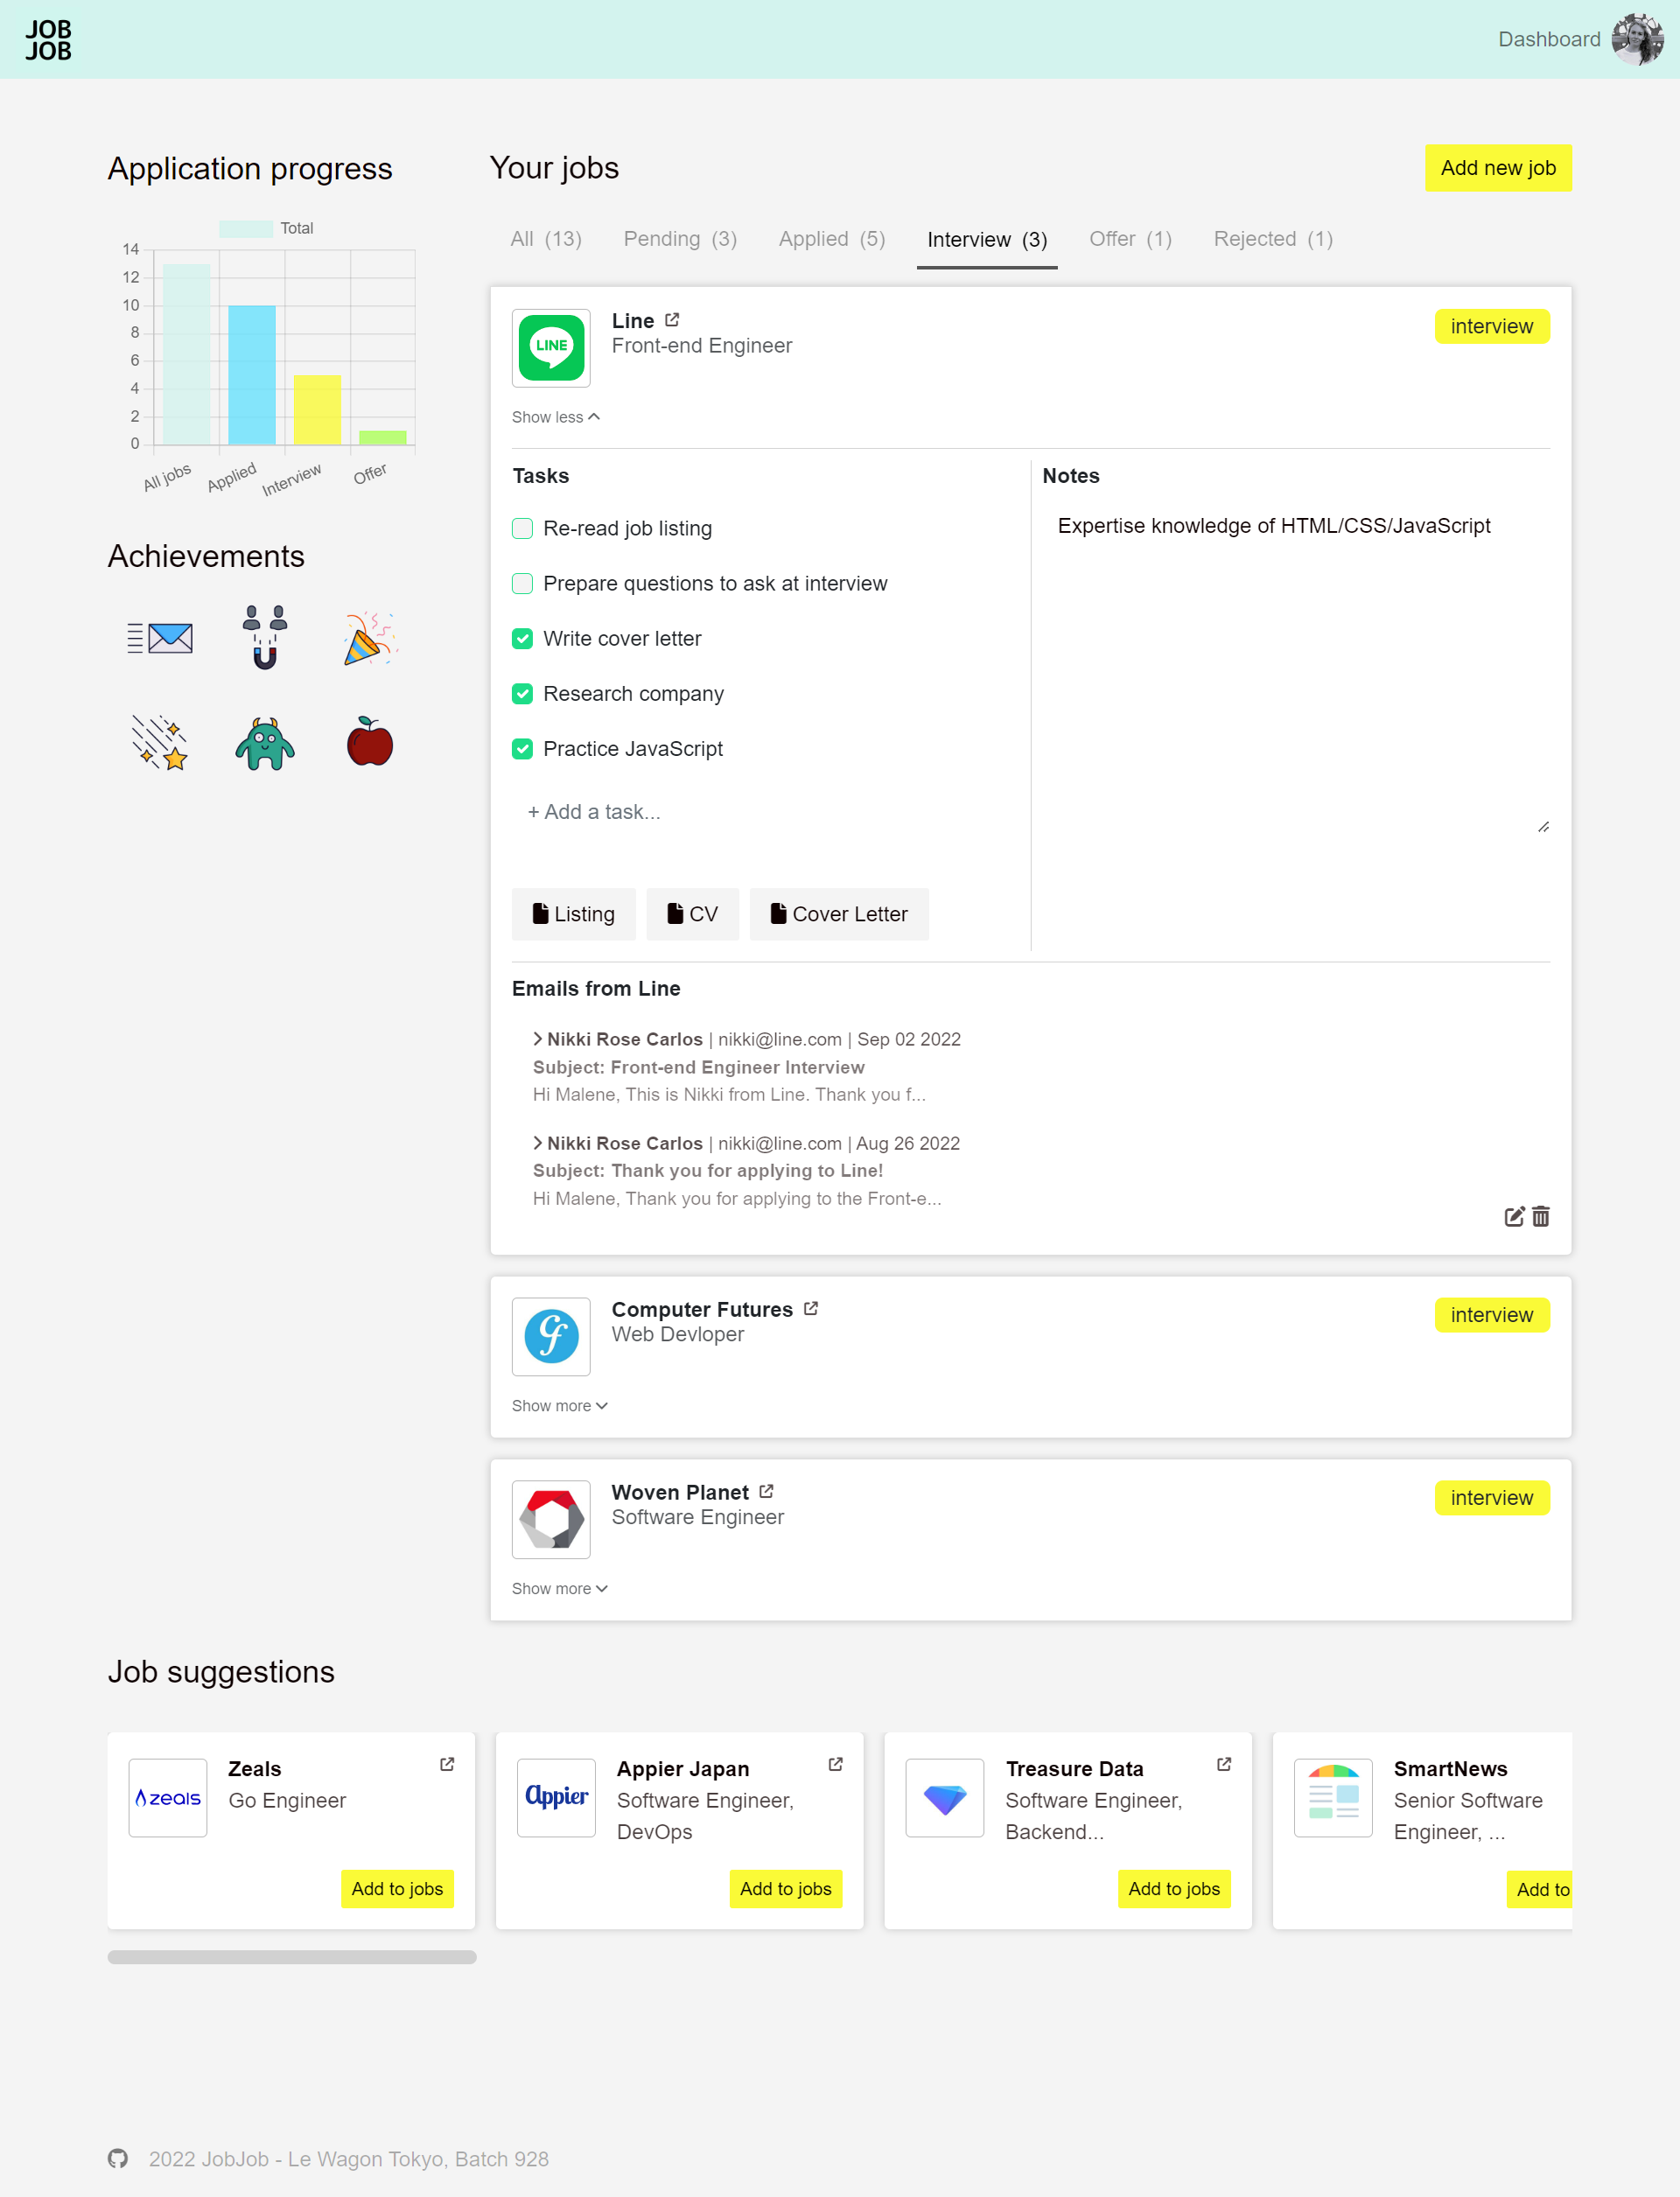 JOB
JOB
Dashboard
Application progress
Total
14
12
10
8
6
4
2
0
All jobs
Applied
Interview
Offer
Achievements
Your jobs
Add new job
All (13)
Pending (3)
Applied (5)
Interview (3)
Offer (1)
Rejected (1)
LINE
Line
interview
Front-end Engineer
Show less
Tasks
Re-read job listing
Prepare questions to ask at interview
Write cover letter
Research company
Practice JavaScript
+ Add a task...
Listing
CV
Cover Letter
Notes
Expertise knowledge of HTML/CSS/JavaScript
Emails from Line
Nikki Rose Carlos | nikki@line.com | Sep 02 2022
Subject: Front-end Engineer Interview
Hi Malene, This is Nikki from Line. Thank you f...
Nikki Rose Carlos | nikki@line.com | Aug 26 2022
Subject: Thank you for applying to Line!
Hi Malene, Thank you for applying to the Front-e...
cf
Computer Futures
interview
Web Devloper
Show more
Woven Planet
interview
Software Engineer
Show more
Job suggestions
zeals
Zeals
Go Engineer
Add to jobs
Appier
Appier Japan
Software Engineer,
DevOps
Add to jobs
Treasure Data
Software Engineer,
Backend...
Add to jobs
SmartNews
Senior Software
Engineer, ...
Add to
2022 JobJob - Le Wagon Tokyo, Batch 928